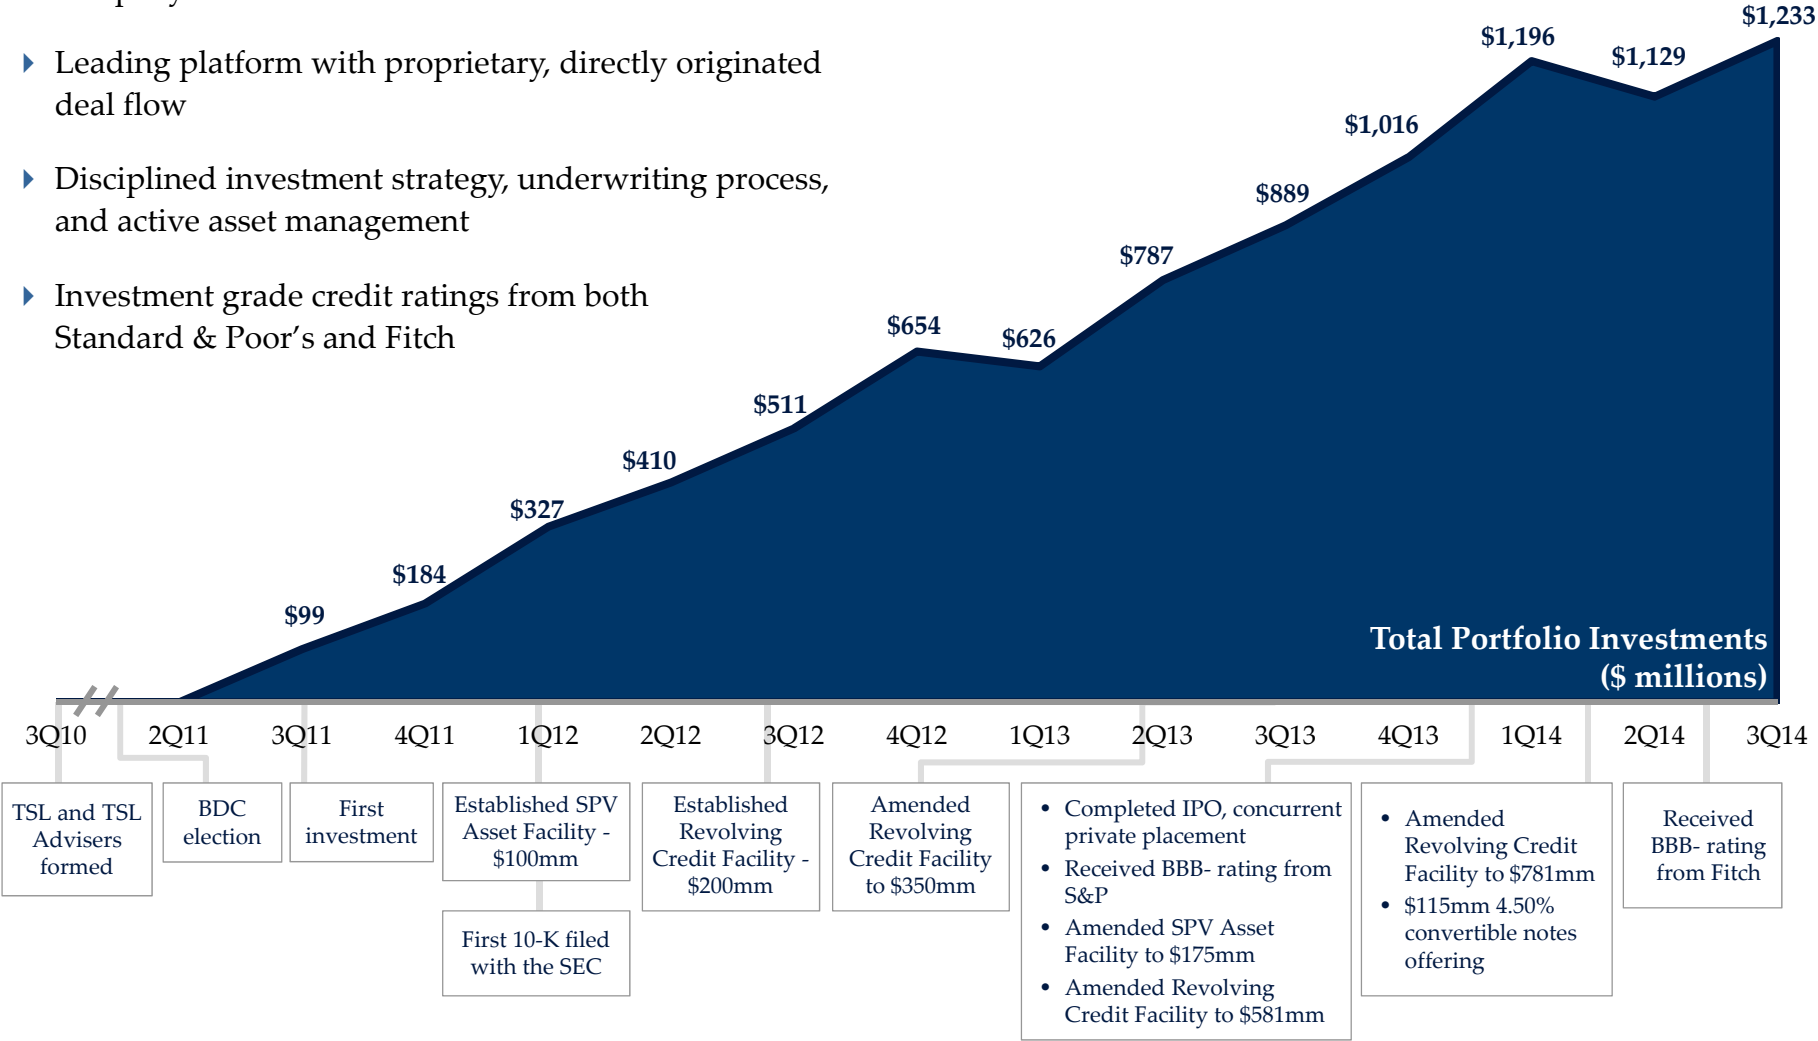 Leading platform with proprietary, directly originated
deal flow
Disciplined investment strategy, underwriting process,
and active asset management
Investment grade credit ratings from both
Standard & Poor's and Fitch
$99
$184
$327
$410
$511
$654
$626
$787
$889
$1,016
$1,196
$1,129
$1,233
Total Portfolio Investments
($ millions)
3Q10
2Q11
3Q11
4Q11
1Q12
2Q12
3Q12
4Q12
1Q13
2Q13
3Q13
4Q13
1Q14
2Q14
3Q14
TSL and TSL
Advisers
formed
BDC
election
First
investment
Established SPV
Asset Facility -
$100mm
First 10-K filed
with the SEC
Established
Revolving
Credit Facility -
$200mm
Amended
Revolving
Credit Facility
to $350mm
• Completed IPO, concurrent
private placement
• Received BBB- rating from
S&P
• Amended SPV Asset
Facility to $175mm
• Amended Revolving
Credit Facility to $581mm
• Amended
Revolving Credit
Facility to $781mm
• $115mm 4.50%
convertible notes
offering
Received
BBB- rating
from Fitch